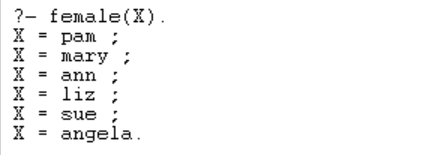 ?- female(X).
X = pam ;
X = mary ;
X = ann ;
X = liz ;
X = sue ;
X = angela.